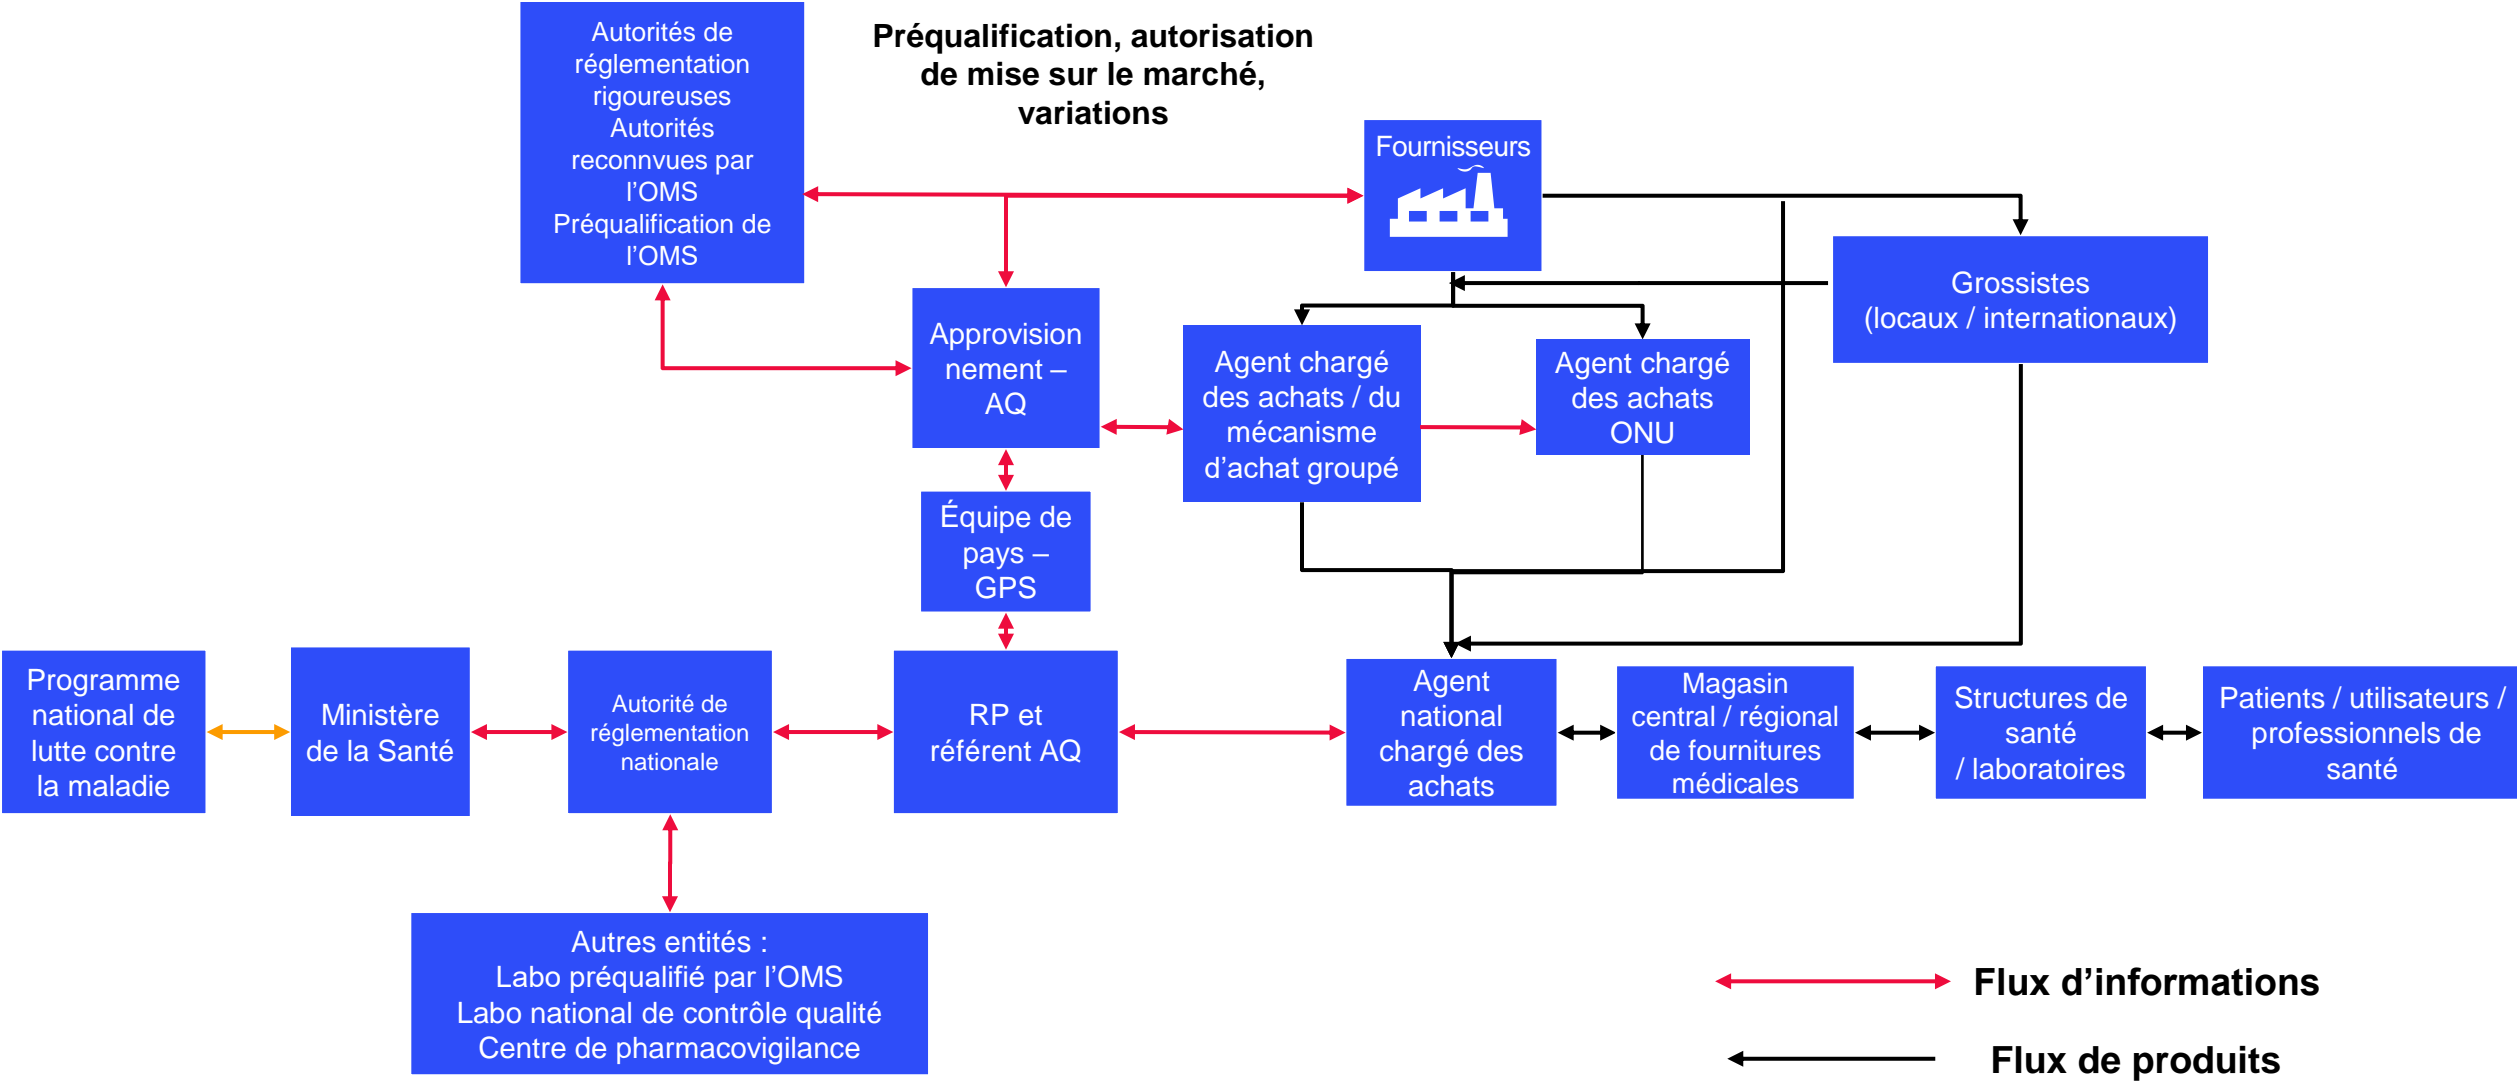 Autorités de
réglementation
rigoureuses
Autorités
reconnvues par
l’OMS
Préqualification de
l’OMS
Préqualification, autorisation
de mise sur le marché,
variations
Fournisseurs
Grossistes
(locaux / internationaux)
Approvision
nement –
AQ
Agent chargé
des achats / du
mécanisme
d’achat groupé
Agent chargé
des achats
ONU
Équipe de
pays –
GPS
Programme
national de
lutte contre
la maladie
Ministère
de la Santé
Autorité de
réglementation
nationale
RP et
référent AQ
Agent
national
chargé des
achats
Magasin
central / régional
de fournitures
médicales
Structures de
santé
/ laboratoires
Patients / utilisateurs /
professionnels de
santé
Autres entités :
Labo préqualifié par l’OMS
Labo national de contrôle qualité
Centre de pharmacovigilance
Flux d’informations
Flux de produits